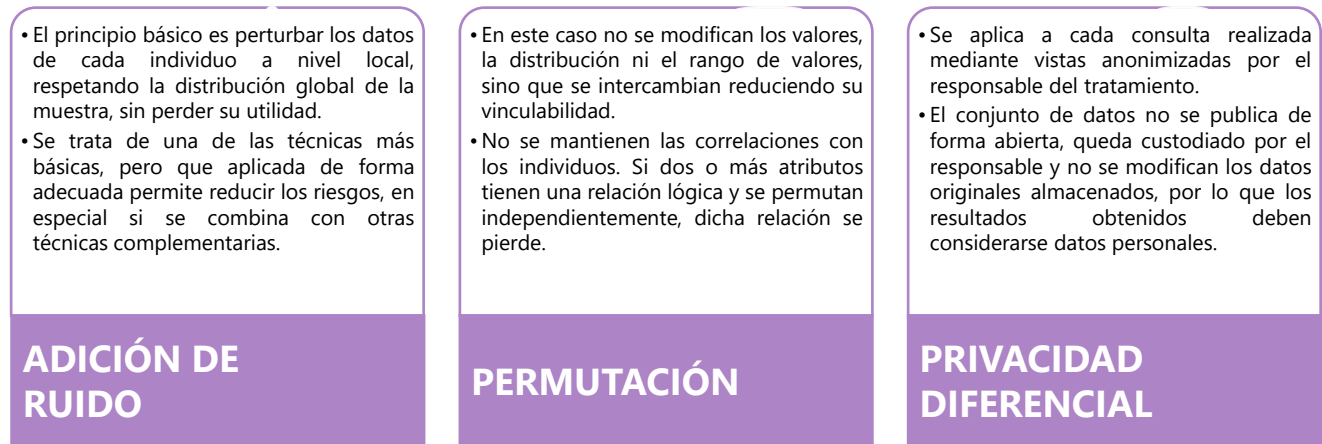 • El principio básico es perturbar los datos
de cada individuo a nivel local,
respetando la distribución global de la
muestra, sin perder su utilidad.
• Se trata de una de las técnicas más
básicas, pero que aplicada de forma
adecuada permite reducir los riesgos, en
especial si se combina con otras
técnicas complementarias.
ADICIÓN DE
RUIDO
• En este caso no se modifican los valores,
la distribución ni el rango de valores,
sino que se intercambian reduciendo su
vinculabilidad.
• No se mantienen las correlaciones con
los individuos. Si dos o más atributos
tienen una relación lógica y se permutan
independientemente, dicha relación se
pierde.
PERMUTACIÓN
• Se aplica a cada consulta realizada
mediante vistas anonimizadas por el
responsable del tratamiento.
• El conjunto de datos no se publica de
forma abierta, queda custodiado por el
responsable y no se modifican los datos
originales almacenados, por lo que los
resultados obtenidos deben
considerarse datos personales.
PRIVACIDAD
DIFERENCIAL